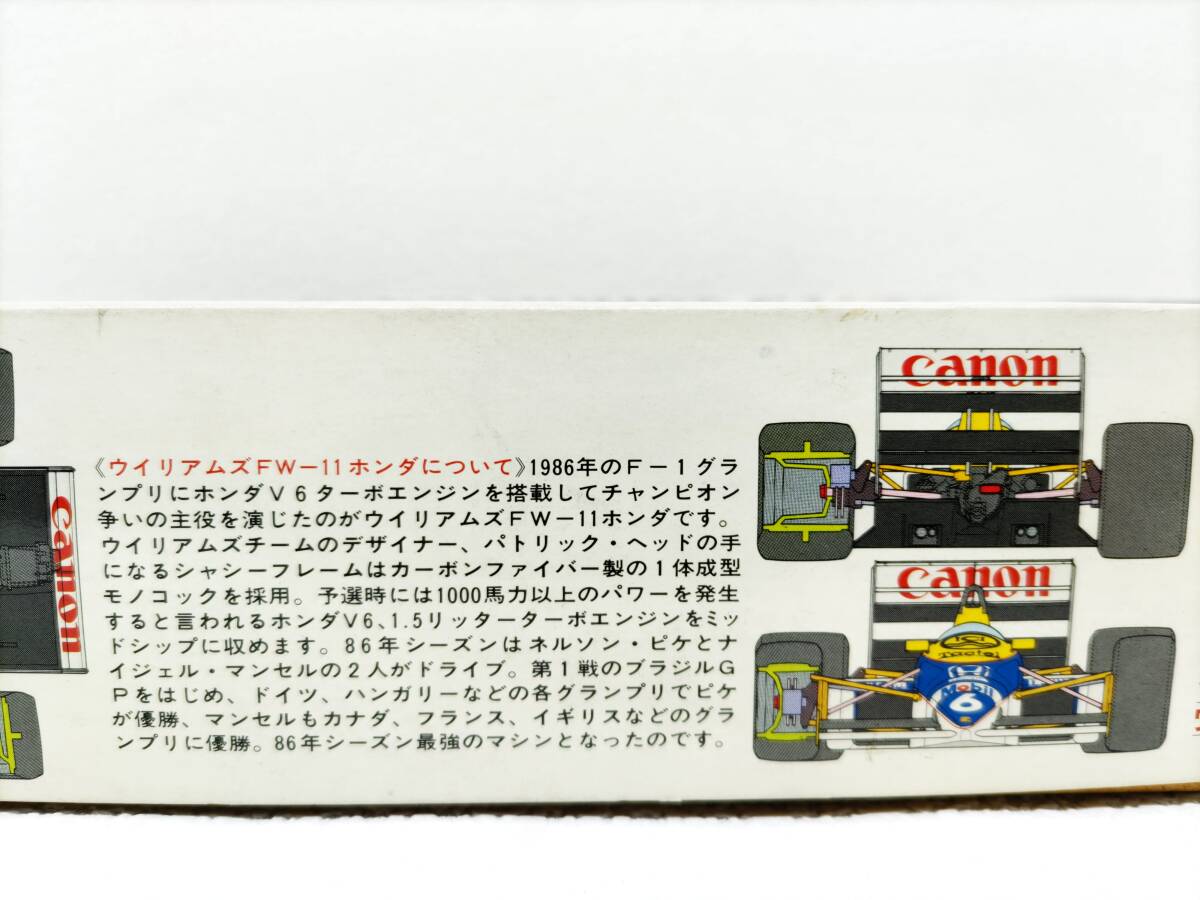 《ウイリアムズFW−11ホンダについて》1986年のF−1グラ
ンプリにホンダV6ターボエンジンを搭載してチャンピオン
争いの主役を演じたのがウイリアムズFW−11ホンダです。
ウイリアムズチームのデザイナー、パトリック・ヘッドの手
になるシャシーフレームはカーボンファイバー製の1体成型
モノコックを採用。予選時には1000馬力以上のパワーを発生
すると言われるホンダV6、1.5リッターターボエンジンをミッ
ドシップに収めます。86年シーズンはネルソン・ピケとナ
イジェル・マンセルの2人がドライブ。第1戦のブラジルG
Pをはじめ、ドイツ、ハンガリーなどの各グランプリでピケ
が優勝、マンセルもカナダ、フランス、イギリスなどのグラ
ンプリに優勝。86年シーズン最強のマシンとなったのです。
Canon
Canon
Canon
Mobil
6